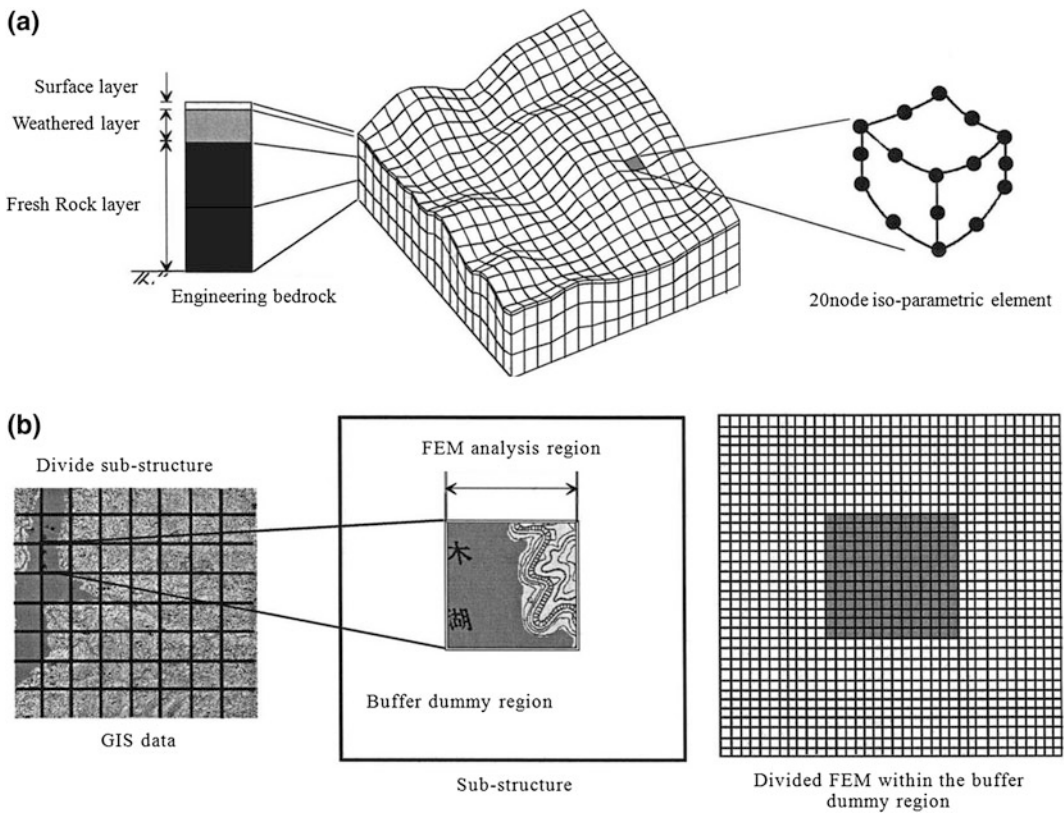 (a)
Surface layer
Weathered layer
Fresh Rock layer
Engineering bedrock
20node iso-parametric element
(b)
Divide sub-structure
GIS data
FEM analysis region
木
湖
Buffer dummy region
Sub-structure
Divided FEM within the buffer
dummy region